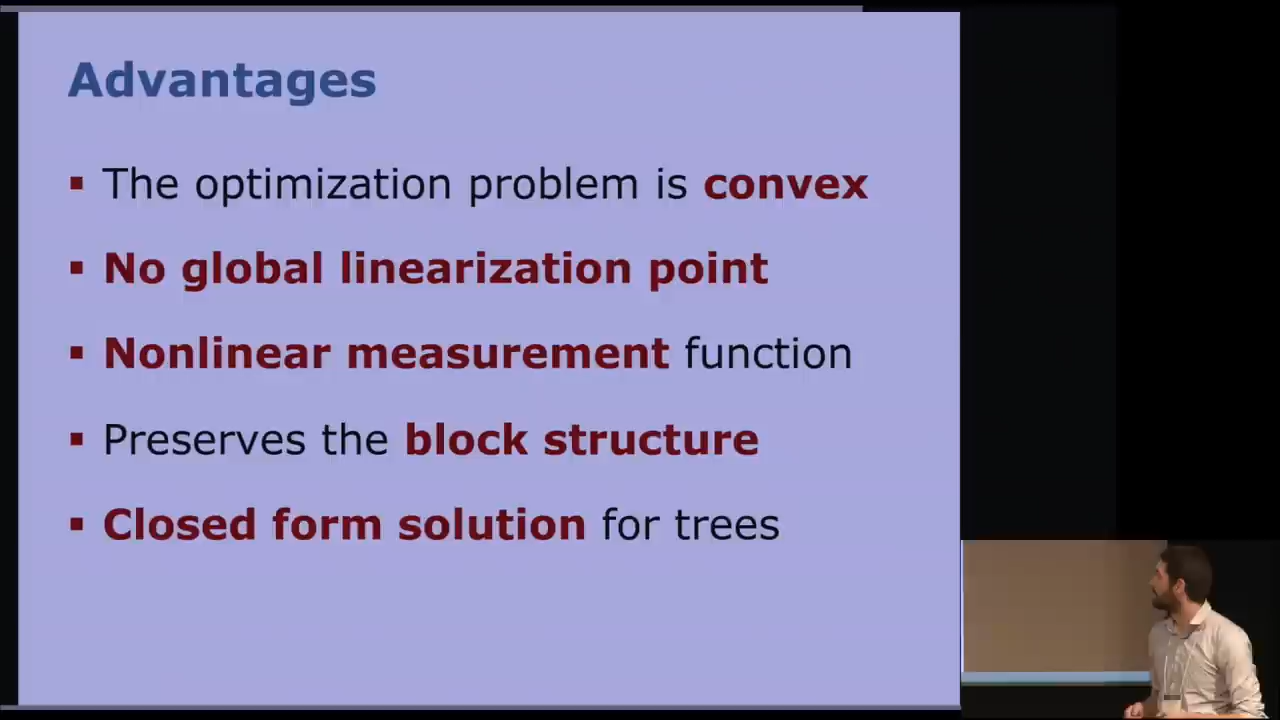 Advantages
▪ The optimization problem is convex
▪ No global linearization point
▪ Nonlinear measurement function
▪ Preserves the block structure
▪ Closed form solution for trees